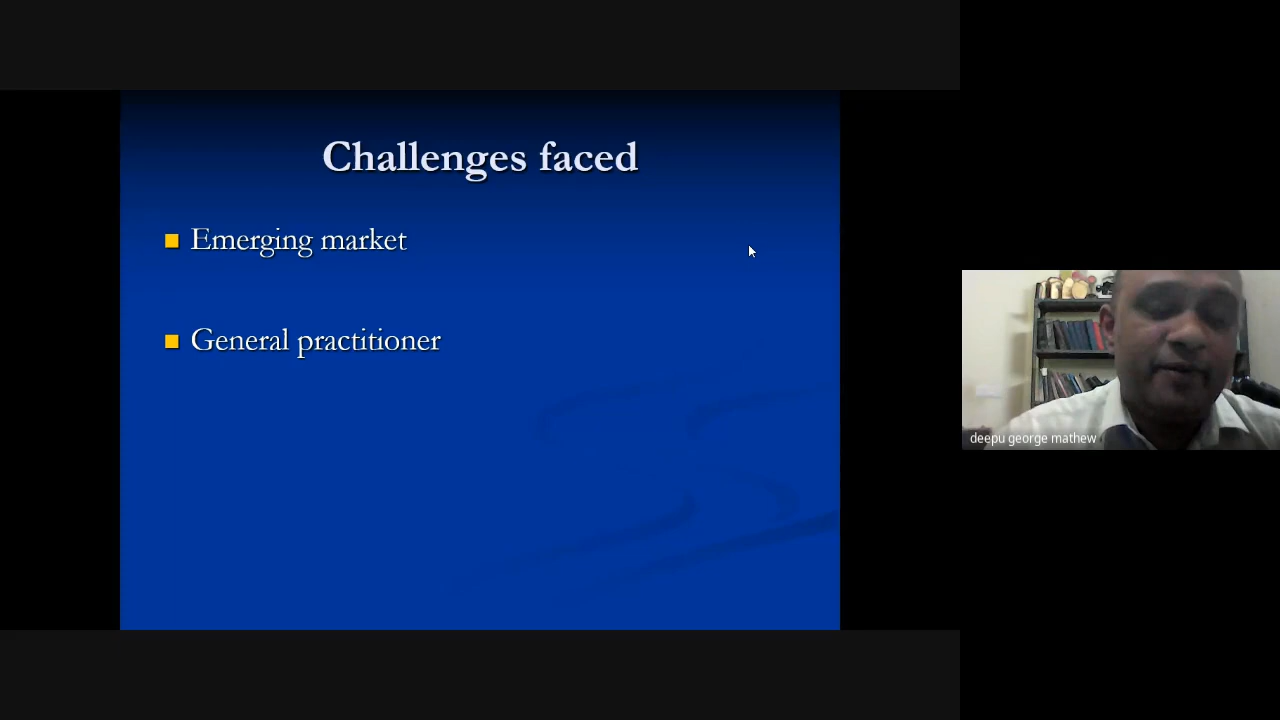 Challenges faced
Emerging market
General practitioner
deepu george mathew